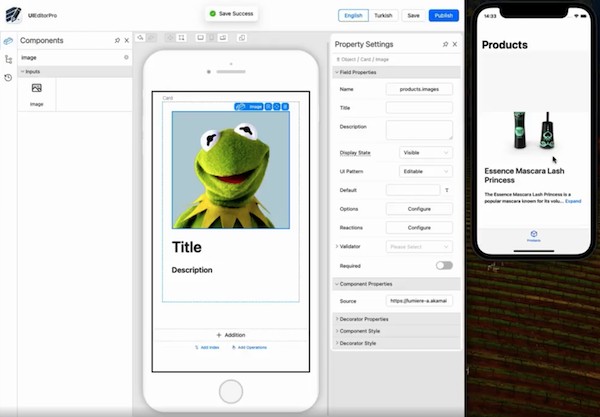 UIEditorPro
Save Success
English
Turkish
Save
Publish
Components
image
Inputs
Image
Card
Image
Title
Description
Addition
Add Index
Add Operations
Property Settings
Object / Card / Image
Field Properties
Name
products.images
Title
Description
Display State
Visible
UI Pattern
Editable
Default
T
Options
Configure
Reactions
Configure
Validator
Please Select
Required
Component Properties
Source
https://lumiere-a.akamai
Decorator Properties
Component Style
Decorator Style
14:33
Products
Essence Mascara Lash
Princess
The Essence Mascara Lash Princess is a
popular mascara known for its volu... Expand
Products